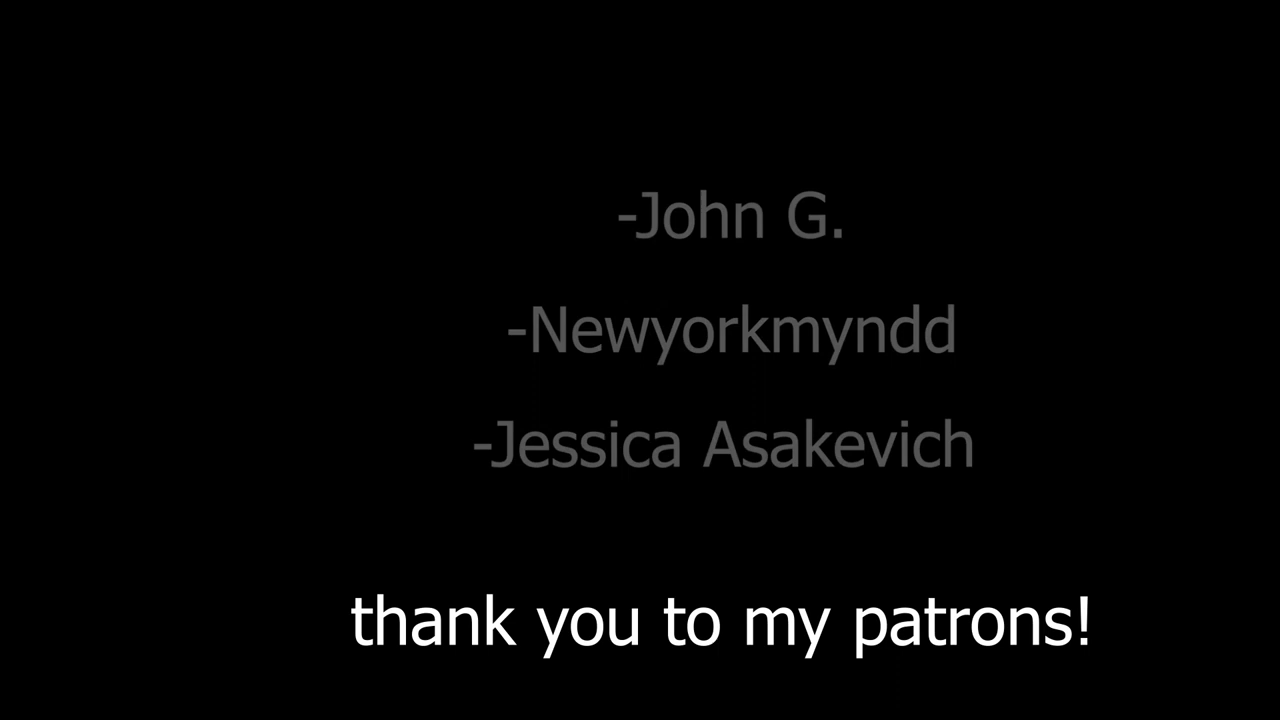 -John G.
-Newyorkmyndd
-Jessica Asakevich
thank you to my patrons!